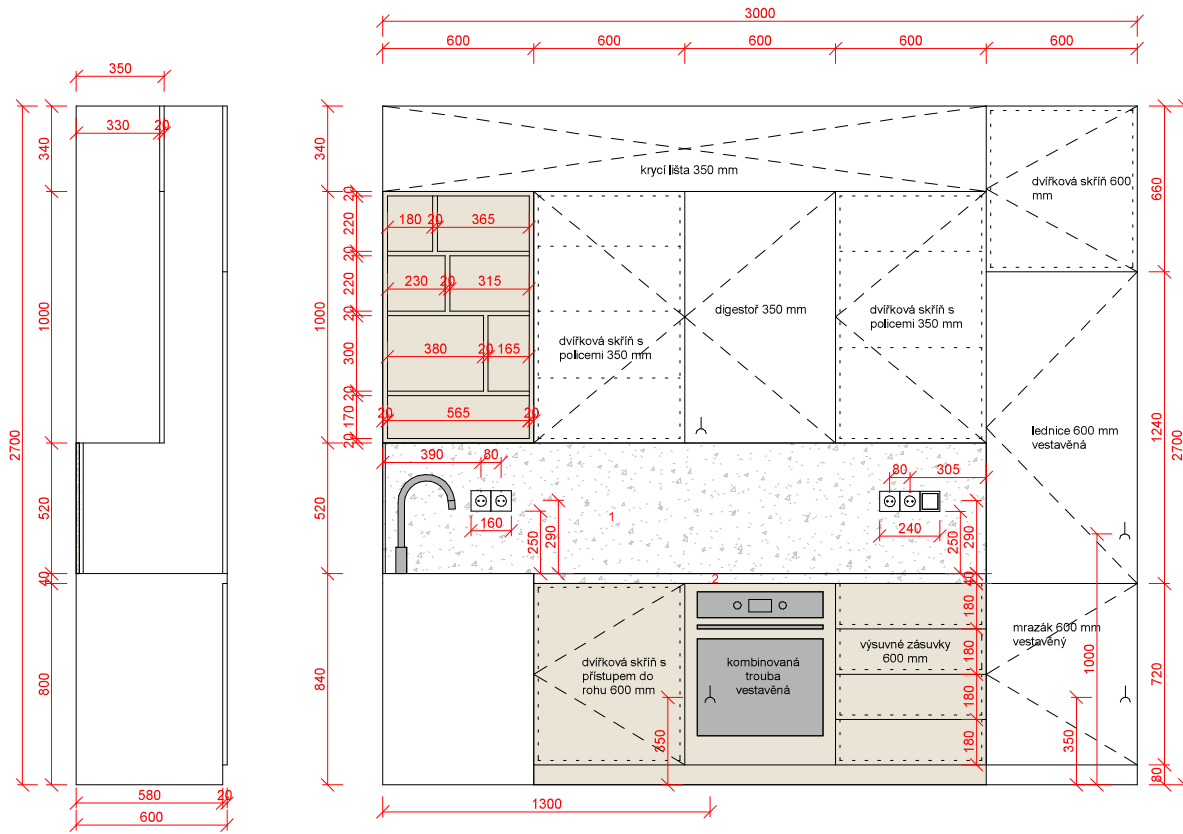 3000
600 600 600 600 600
350
330 20
340
1000
520
40
800
2700
580 20
600
340
1000
520
840
krycí lišta 350 mm
dvířková skříň 600
mm
660
20
220
20
220
20
300
20
170
20
180 20 365
230 20 315
380 20 165
20 565 20
dvířková skříň s
policemi 350 mm
digestoř 350 mm
dvířková skříň s
policemi 350 mm
lednice 600 mm
vestavěná
1240
2700
390 80
160
250
290
1
80 305
240
250
290
2
40
180
180
180
180
dvířková skříň s
přístupem do
rohu 600 mm
kombinovaná
trouba
vestavěná
výsuvné zásuvky
600 mm
mrazák 600 mm
vestavěný
350
1000
350
720
80
1300